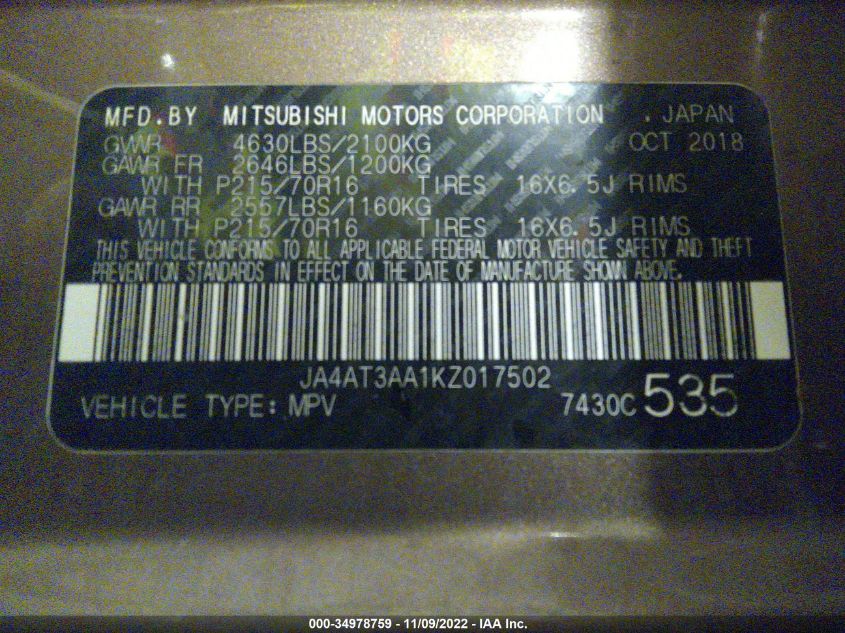 MFD.BY MITSUBISHI MOTORS CORPORATION .JAPAN
GVWR 4630LBS/2100KG OCT 2018
GAWR FR 2646LBS/1200KG
WITH P215/70R16 TIRES 16X6.5J RIMS
GAWR RR 2557LBS/1160KG
WITH P215/70R16 TIRES 16X6.5J RIMS
THIS VEHICLE CONFORMS TO ALL APPLICABLE FEDERAL MOTOR VEHICLE SAFETY AND THEFT
PREVENTION STANDARDS IN EFFECT ON THE DATE OF MANUFACTURE SHOWN ABOVE.
JA4AT3AA1KZ017502
VEHICLE TYPE: MPV 7430C 535
000-34978759 - 11/09/2022 - IAA Inc.